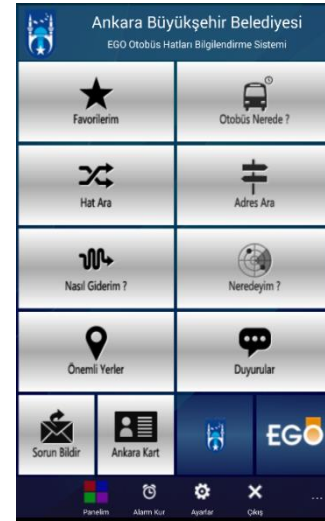 Ankara Büyükşehir Belediyesi
EGO Otobüs Hatları Bilgilendirme Sistemi
Favorilerim
Otobüs Nerede ?
Hat Ara
Adres Ara
Nasıl Giderim ?
Neredeyim ?
Önemli Yerler
Duyurular
Sorun Bildir
Ankara Kart
EGO
Panelim
Alarm Kur
Ayarlar
Çıkış
...